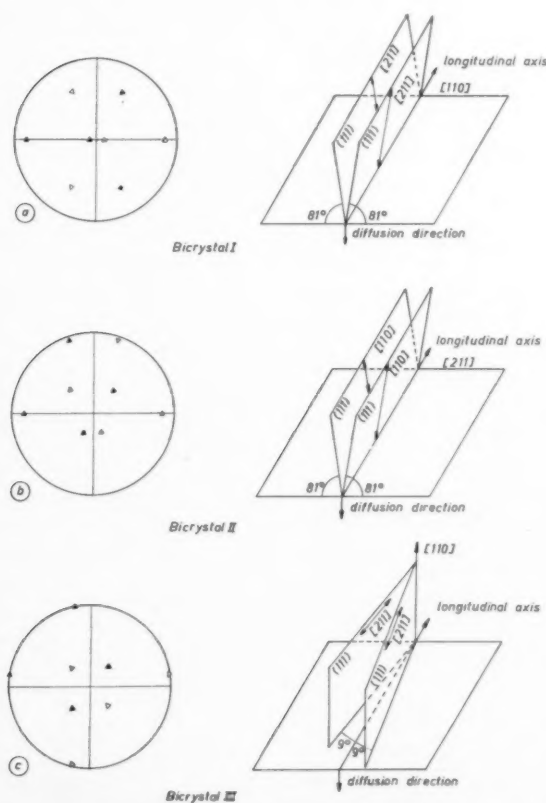 [211]
longitudinal axis
[211]
[110]
(111)
(111)
81°
81°
diffusion direction
a
Bicrystal I
[110]
longitudinal axis
[110]
[211]
(111)
(111)
81°
81°
diffusion direction
b
Bicrystal II
[110]
longitudinal axis
[211]
[211]
(111)
(111)
9°
9°
diffusion direction
c
Bicrystal III